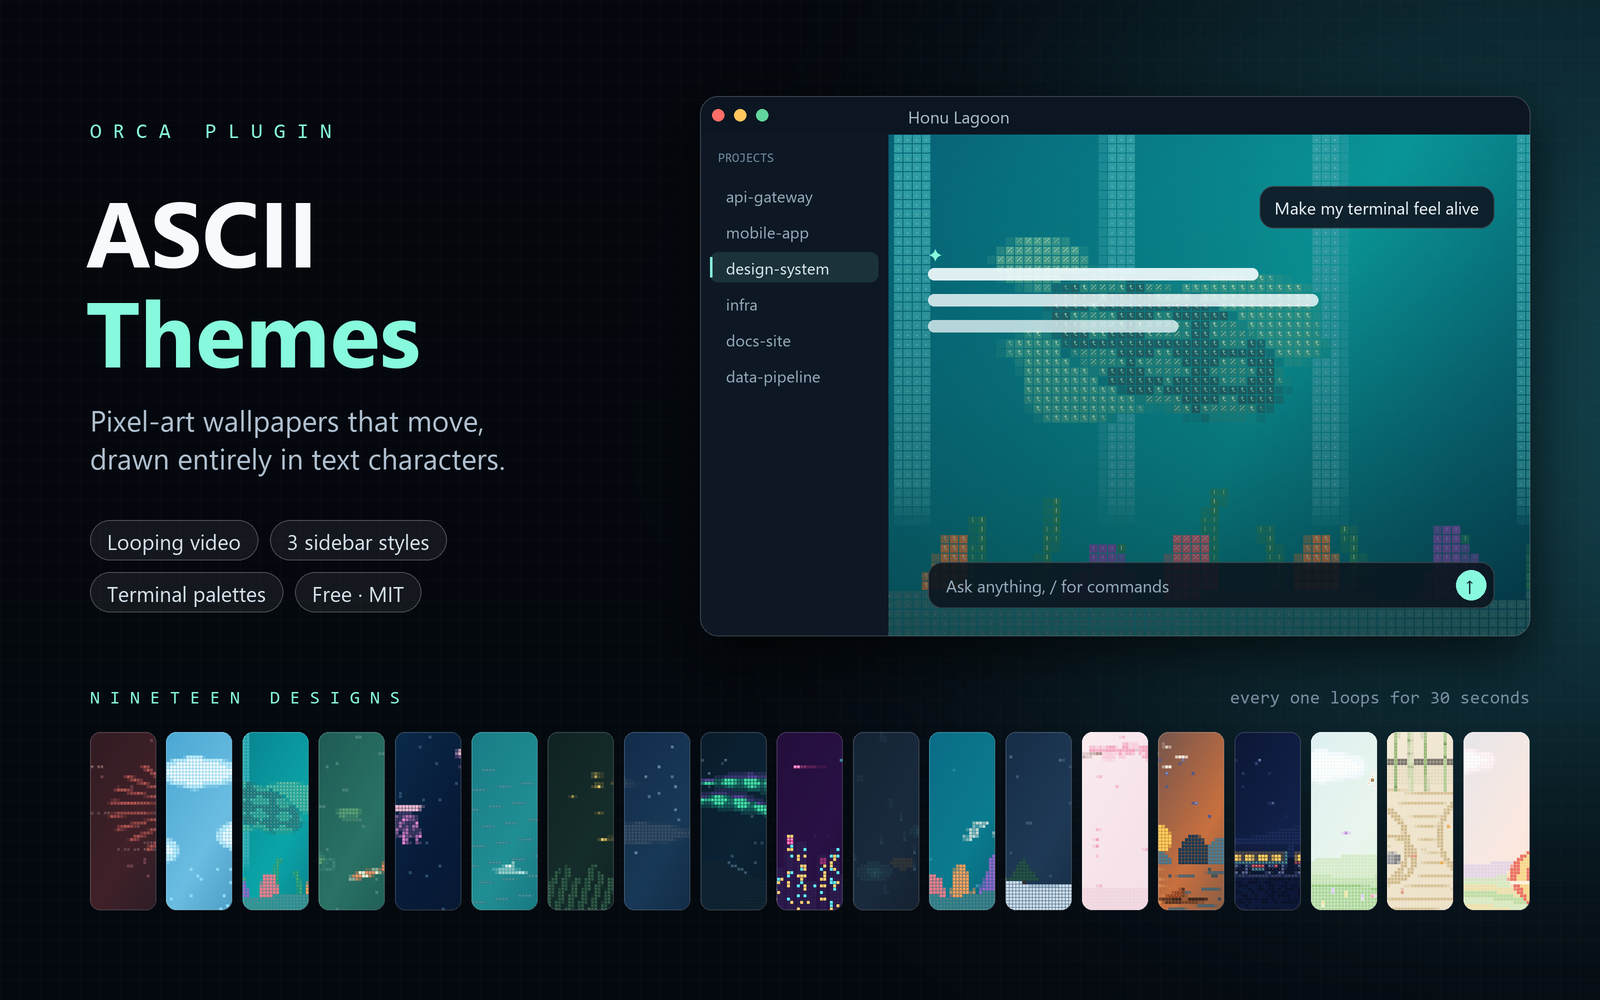 ORCA PLUGIN
ASCII
Themes
Pixel-art wallpapers that move,
drawn entirely in text characters.
Looping video
3 sidebar styles
Terminal palettes
Free · MIT
Honu Lagoon
PROJECTS
api-gateway
mobile-app
design-system
infra
docs-site
data-pipeline
Make my terminal feel alive
Ask anything, / for commands
↑
NINETEEN DESIGNS
every one loops for 30 seconds